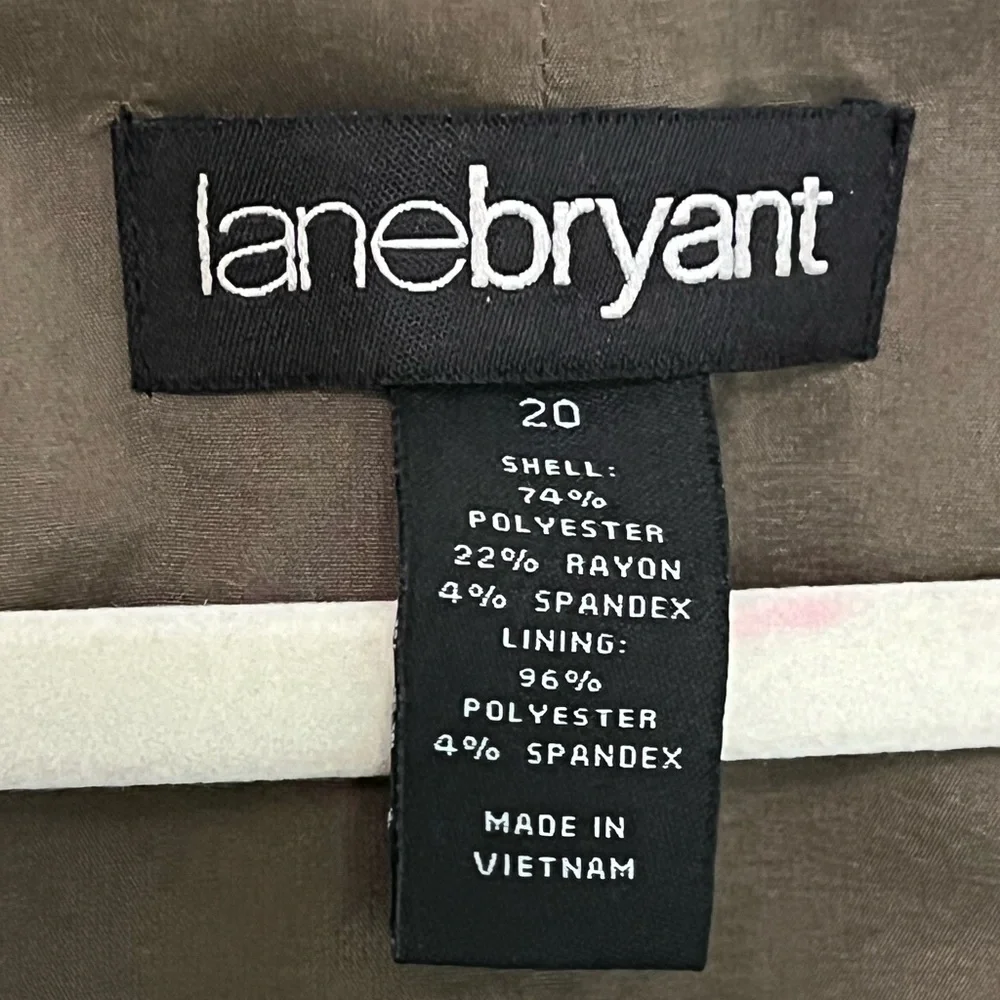 lanebryant
20
SHELL:
74%
POLYESTER
22% RAYON
4% SPANDEX
LINING:
96%
POLYESTER
4% SPANDEX
MADE IN
VIETNAM